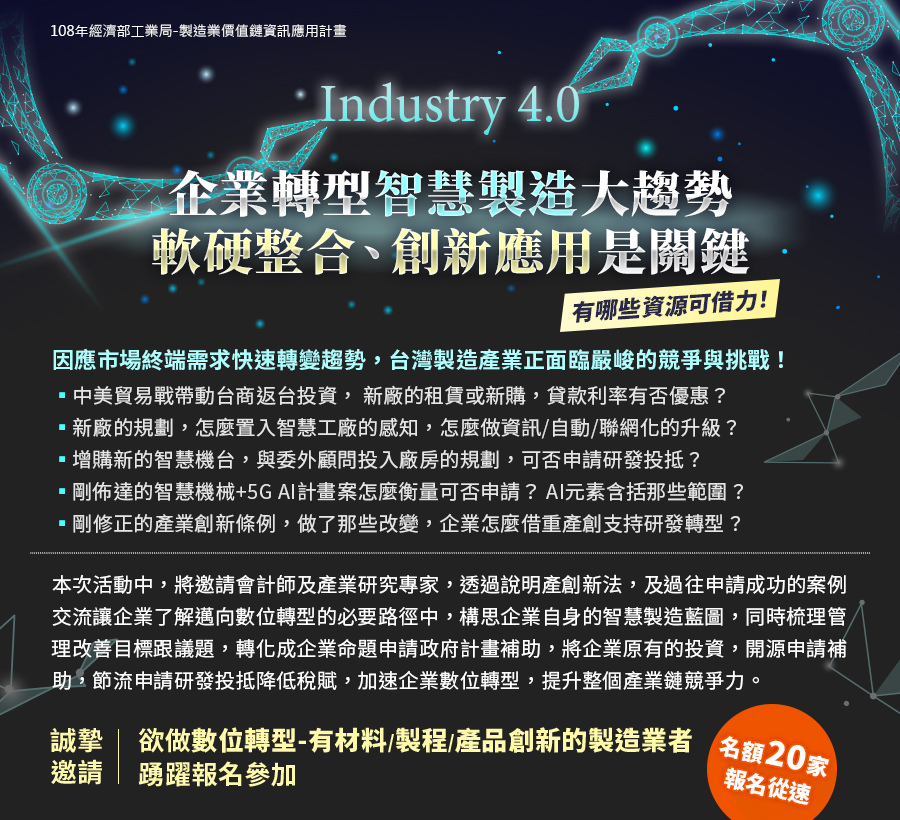 108年經濟部工業局-製造業價值鏈資訊應用計畫
Industry 4.0
企業轉型智慧製造大趨勢
軟硬整合、創新應用是關鍵
有哪些資源可借力!
因應市場終端需求快速轉變趨勢，台灣製造產業正面臨嚴峻的競爭與挑戰！
▪ 中美貿易戰帶動台商返台投資， 新廠的租賃或新購，貸款利率有否優惠？
▪ 新廠的規劃，怎麼置入智慧工廠的感知，怎麼做資訊/自動/聯網化的升級？
▪ 增購新的智慧機台，與委外顧問投入廠房的規劃，可否申請研發投抵？
▪ 剛佈達的智慧機械+5G AI計畫案怎麼衡量可否申請？ AI元素含括那些範圍？
▪ 剛修正的產業創新條例，做了那些改變，企業怎麼借重產創支持研發轉型？
本次活動中，將邀請會計師及產業研究專家，透過說明產創新法，及過往申請成功的案例
交流讓企業了解邁向數位轉型的必要路徑中，構思企業自身的智慧製造藍圖，同時梳理管
理改善目標跟議題，轉化成企業命題申請政府計畫補助，將企業原有的投資，開源申請補
助，節流申請研發投抵降低稅賦，加速企業數位轉型，提升整個產業鏈競爭力。
誠摯
邀請
欲做數位轉型-有材料/製程/產品創新的製造業者
踴躍報名參加
名額20家
報名從速